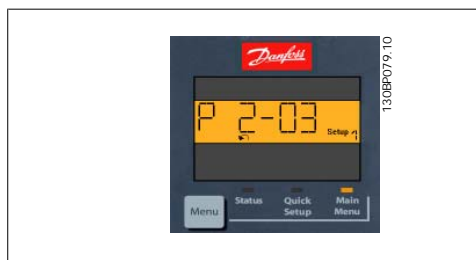 Danfoss
P 2-03 Setup 1
Menu
Status
Quick Setup
Main Menu
130BP079.10